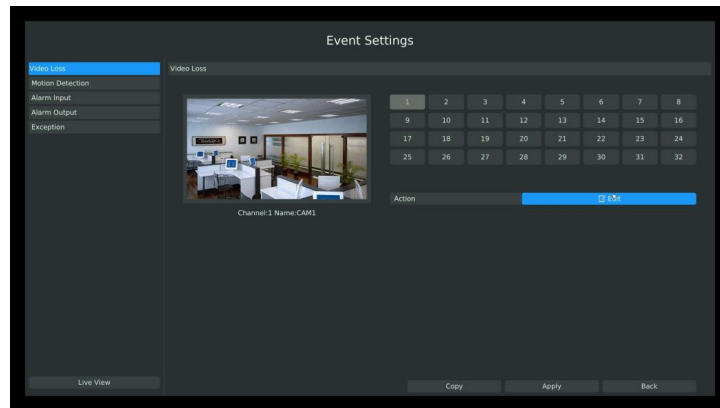 Event Settings
Video Loss
Motion Detection
Alarm Input
Alarm Output
Exception
Video Loss
1 2 3 4 5 6 7 8
9 10 11 12 13 14 15 16
17 18 19 20 21 22 23 24
25 26 27 28 29 30 31 32
Action Edit
Channel:1 Name:CAM1
Live View
Copy Apply Back